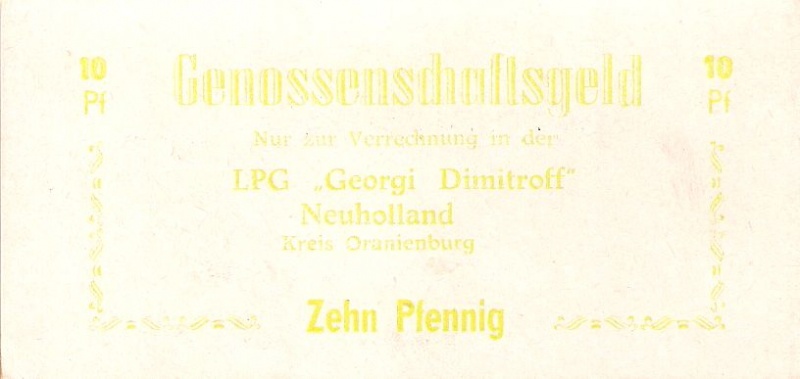 10 Genossenschaftsgeld 10
Pf Pf
Nur zur Verrechnung in der
LPG „Georgi Dimitroff"
Neuholland
Kreis Oranienburg
Zehn Pfennig